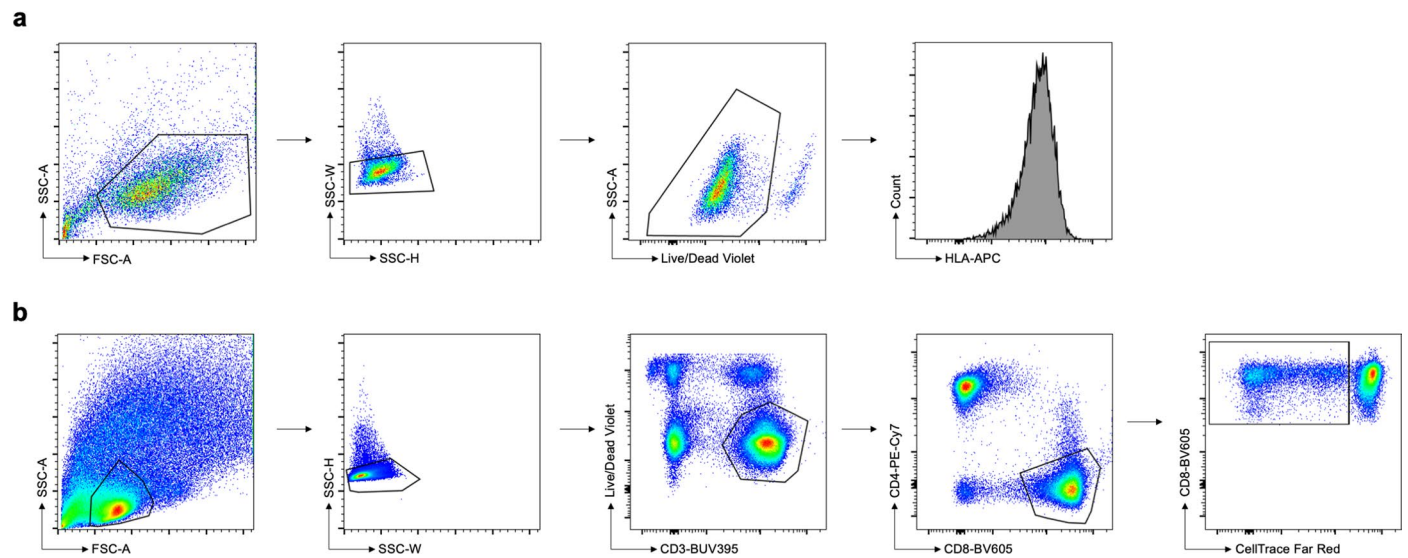 a
SSC-A
FSC-A
SSC-W
SSC-H
SSC-A
Live/Dead Violet
Count
HLA-APC
b
SSC-A
FSC-A
SSC-H
SSC-W
Live/Dead Violet
CD3-BUV395
CD4-PE-Cy7
CD8-BV605
CD8-BV605
CellTrace Far Red